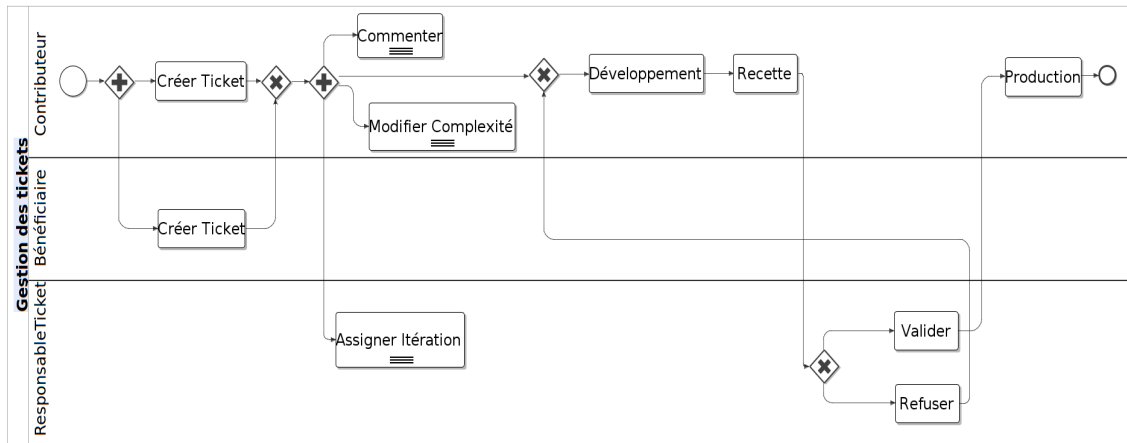 Gestion des tickets
Contributeur
Commenter
Créer Ticket
Développement
Recette
Production
Modifier Complexité
Bénéficiaire
Créer Ticket
ResponsableTicket
Assigner Itération
Valider
Refuser